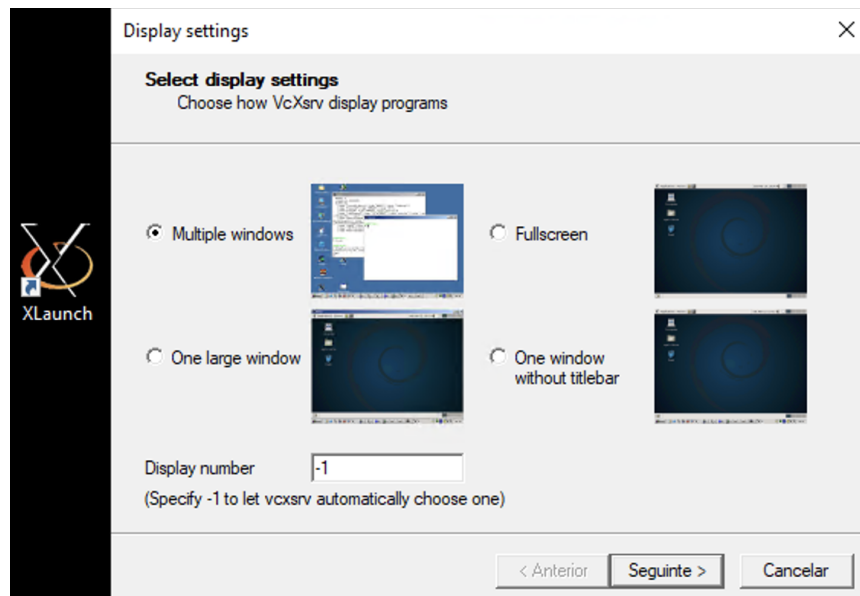 Display settings
Select display settings
Choose how VcXsrv display programs
Multiple windows
Fullscreen
XLaunch
One large window
One window
without titlebar
Display number
-1
(Specify -1 to let vcxsrv automatically choose one)
< Anterior
Seguinte >
Cancelar